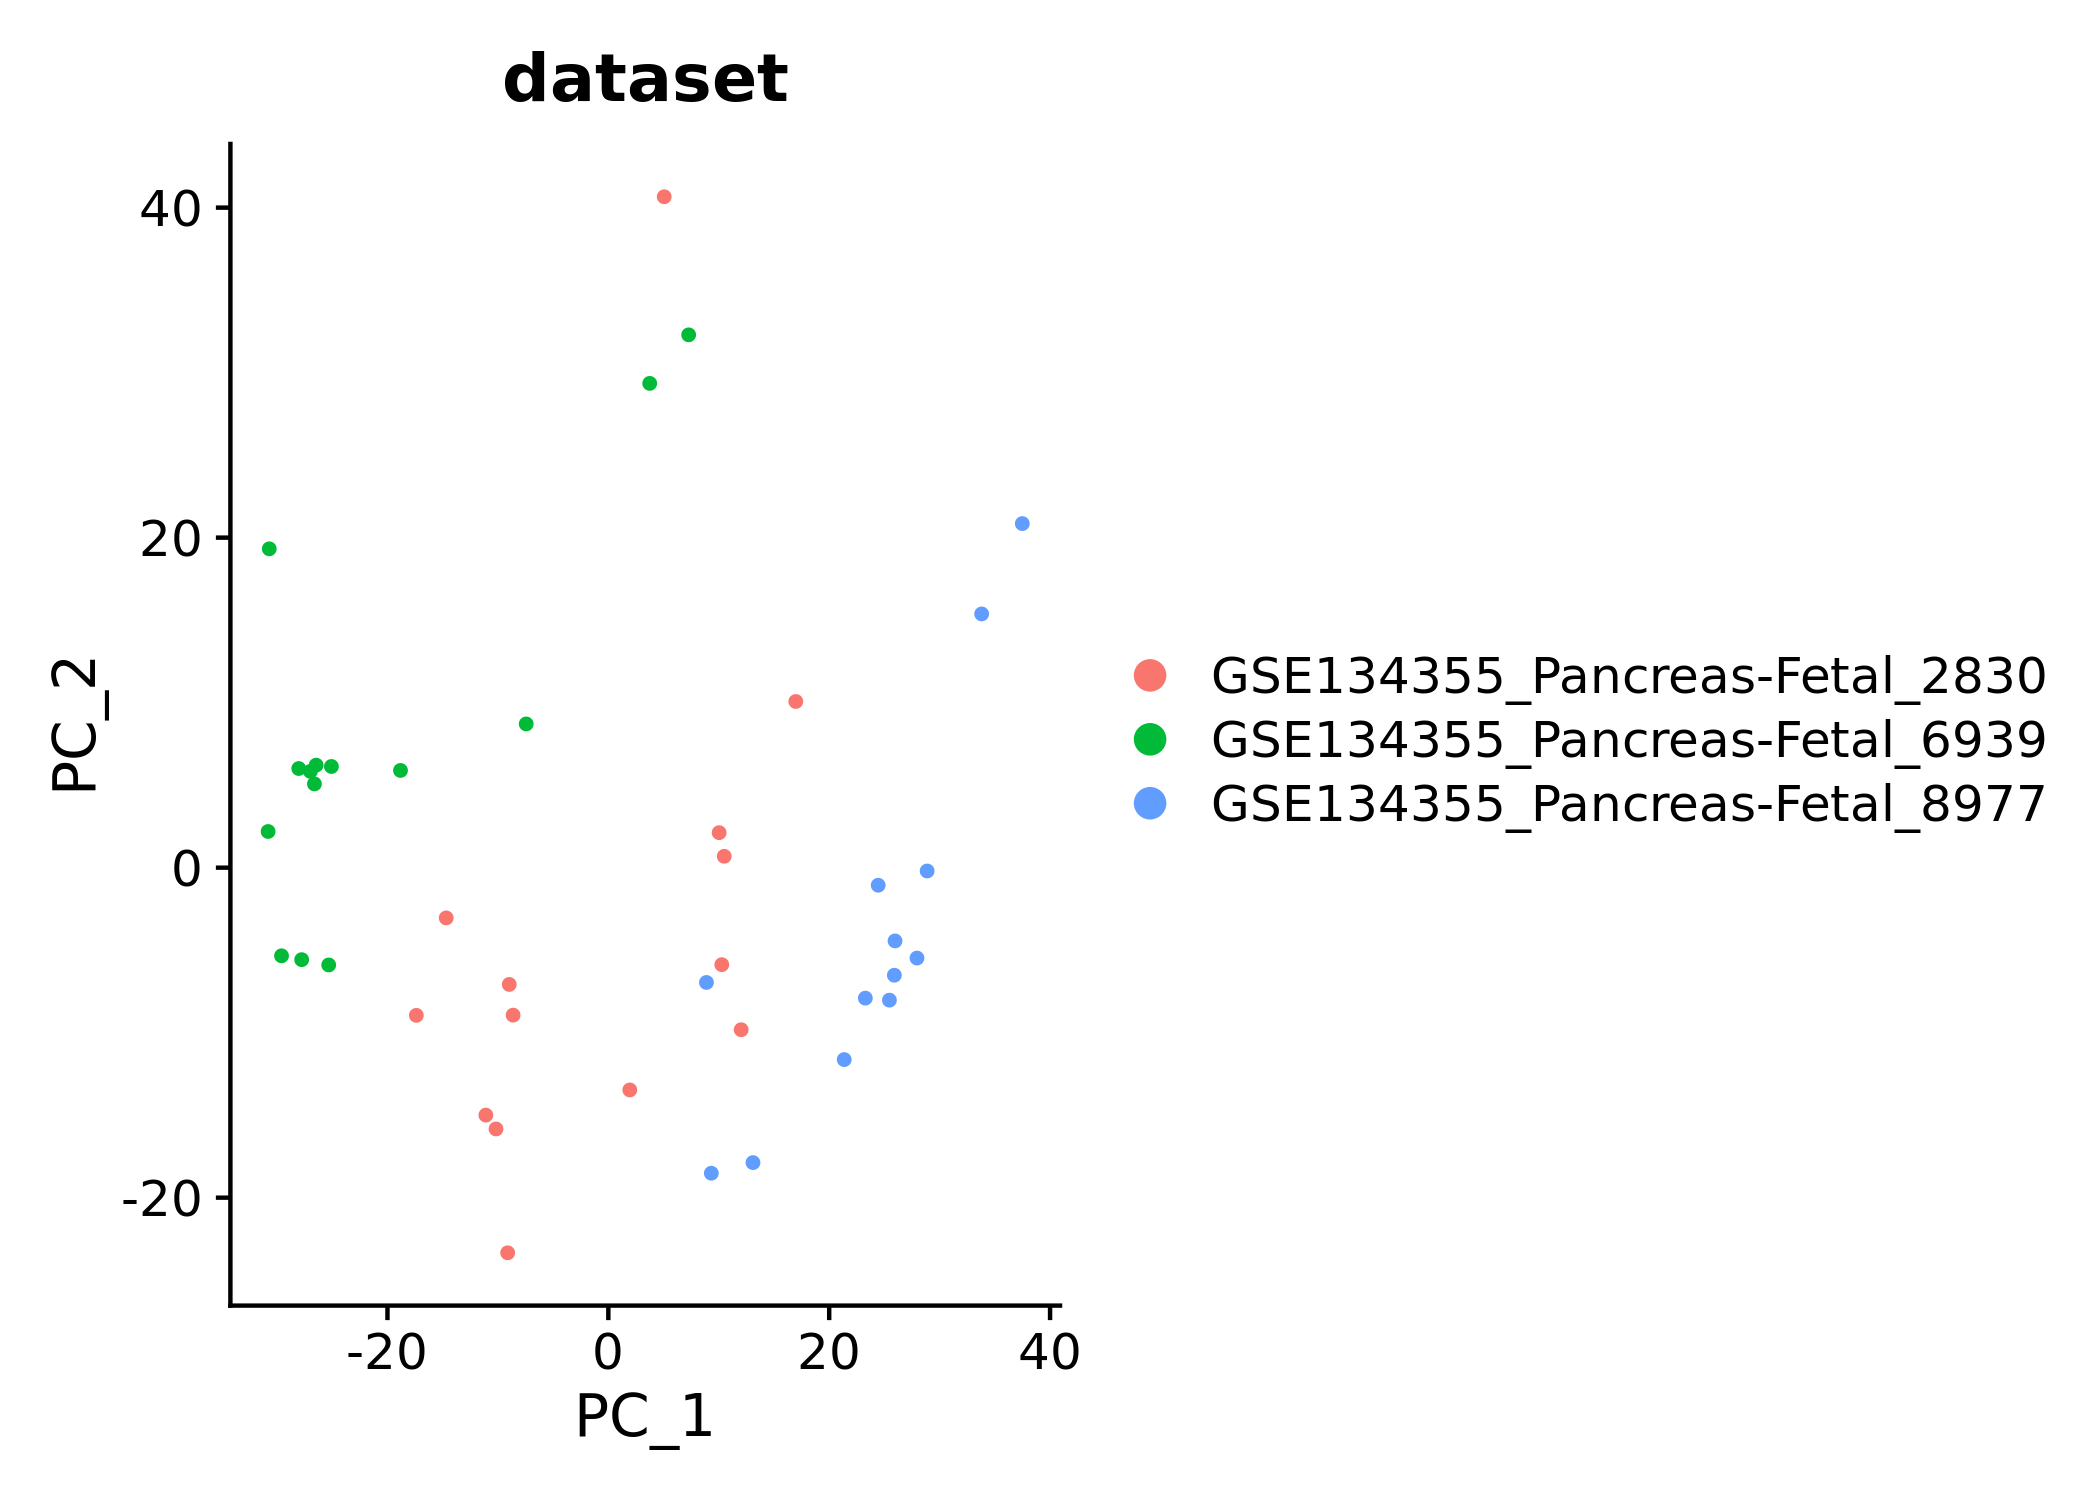 dataset
40
20
0
-20
PC_2
-20 0 20 40
PC_1
GSE134355_Pancreas-Fetal_2830
GSE134355_Pancreas-Fetal_6939
GSE134355_Pancreas-Fetal_8977